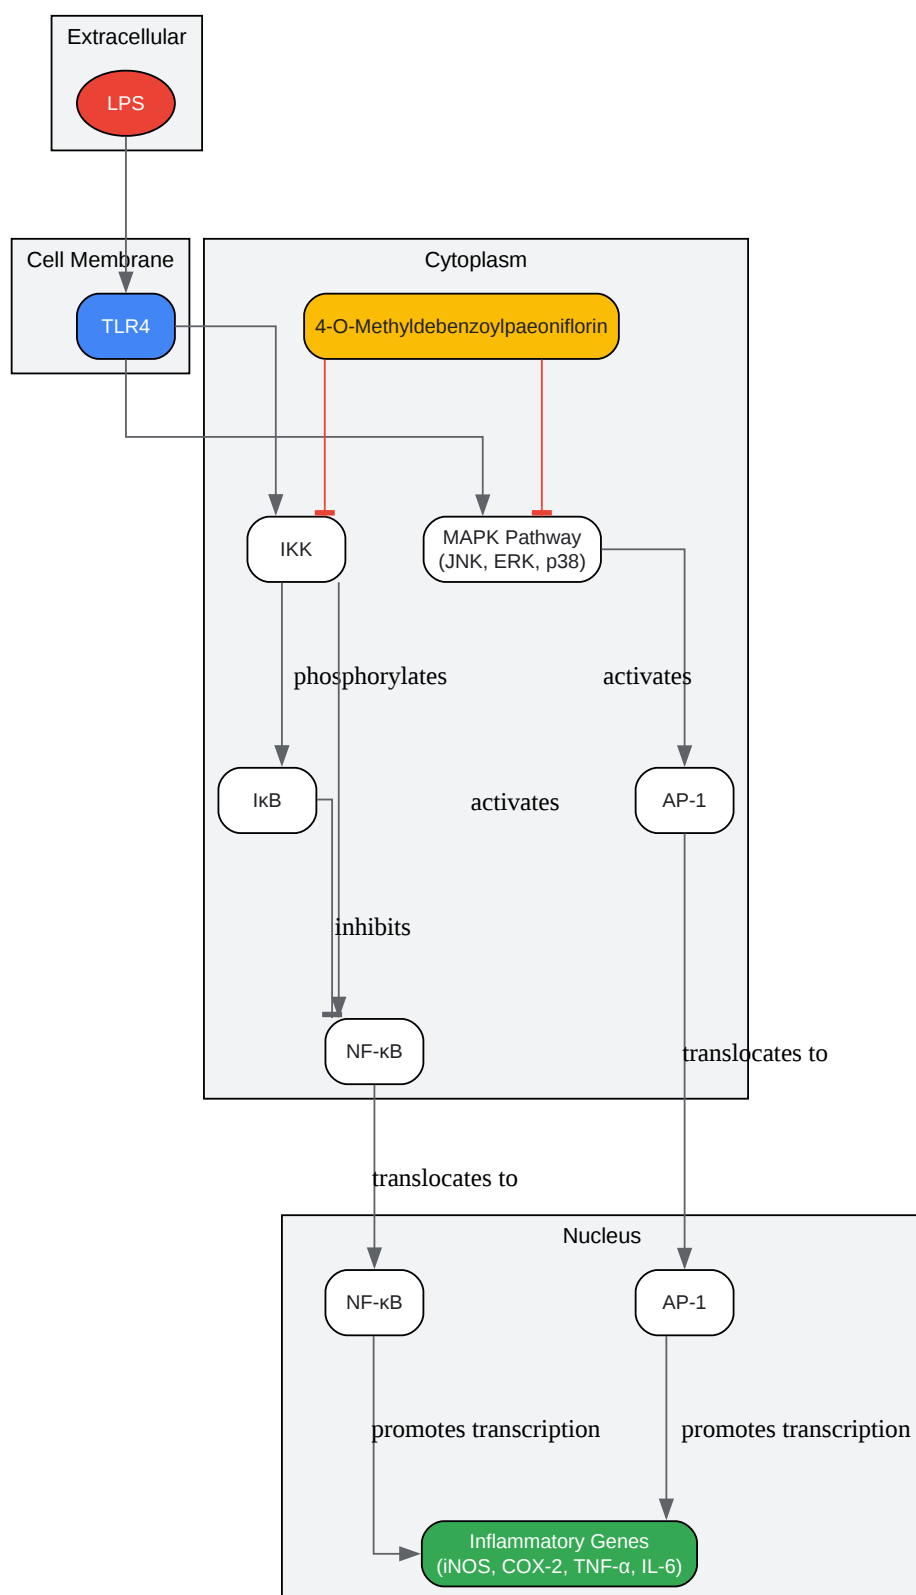 Extracellular
LPS
Cell Membrane
TLR4
Cytoplasm
4-O-Methyldebenzoylpaeoniflorin
IKK
MAPK Pathway
(JNK, ERK, p38)
phosphorylates
activates
IκB
activates
AP-1
inhibits
NF-κB
translocates to
translocates to
Nucleus
NF-κB
AP-1
promotes transcription
promotes transcription
Inflammatory Genes
(iNOS, COX-2, TNF-α, IL-6)